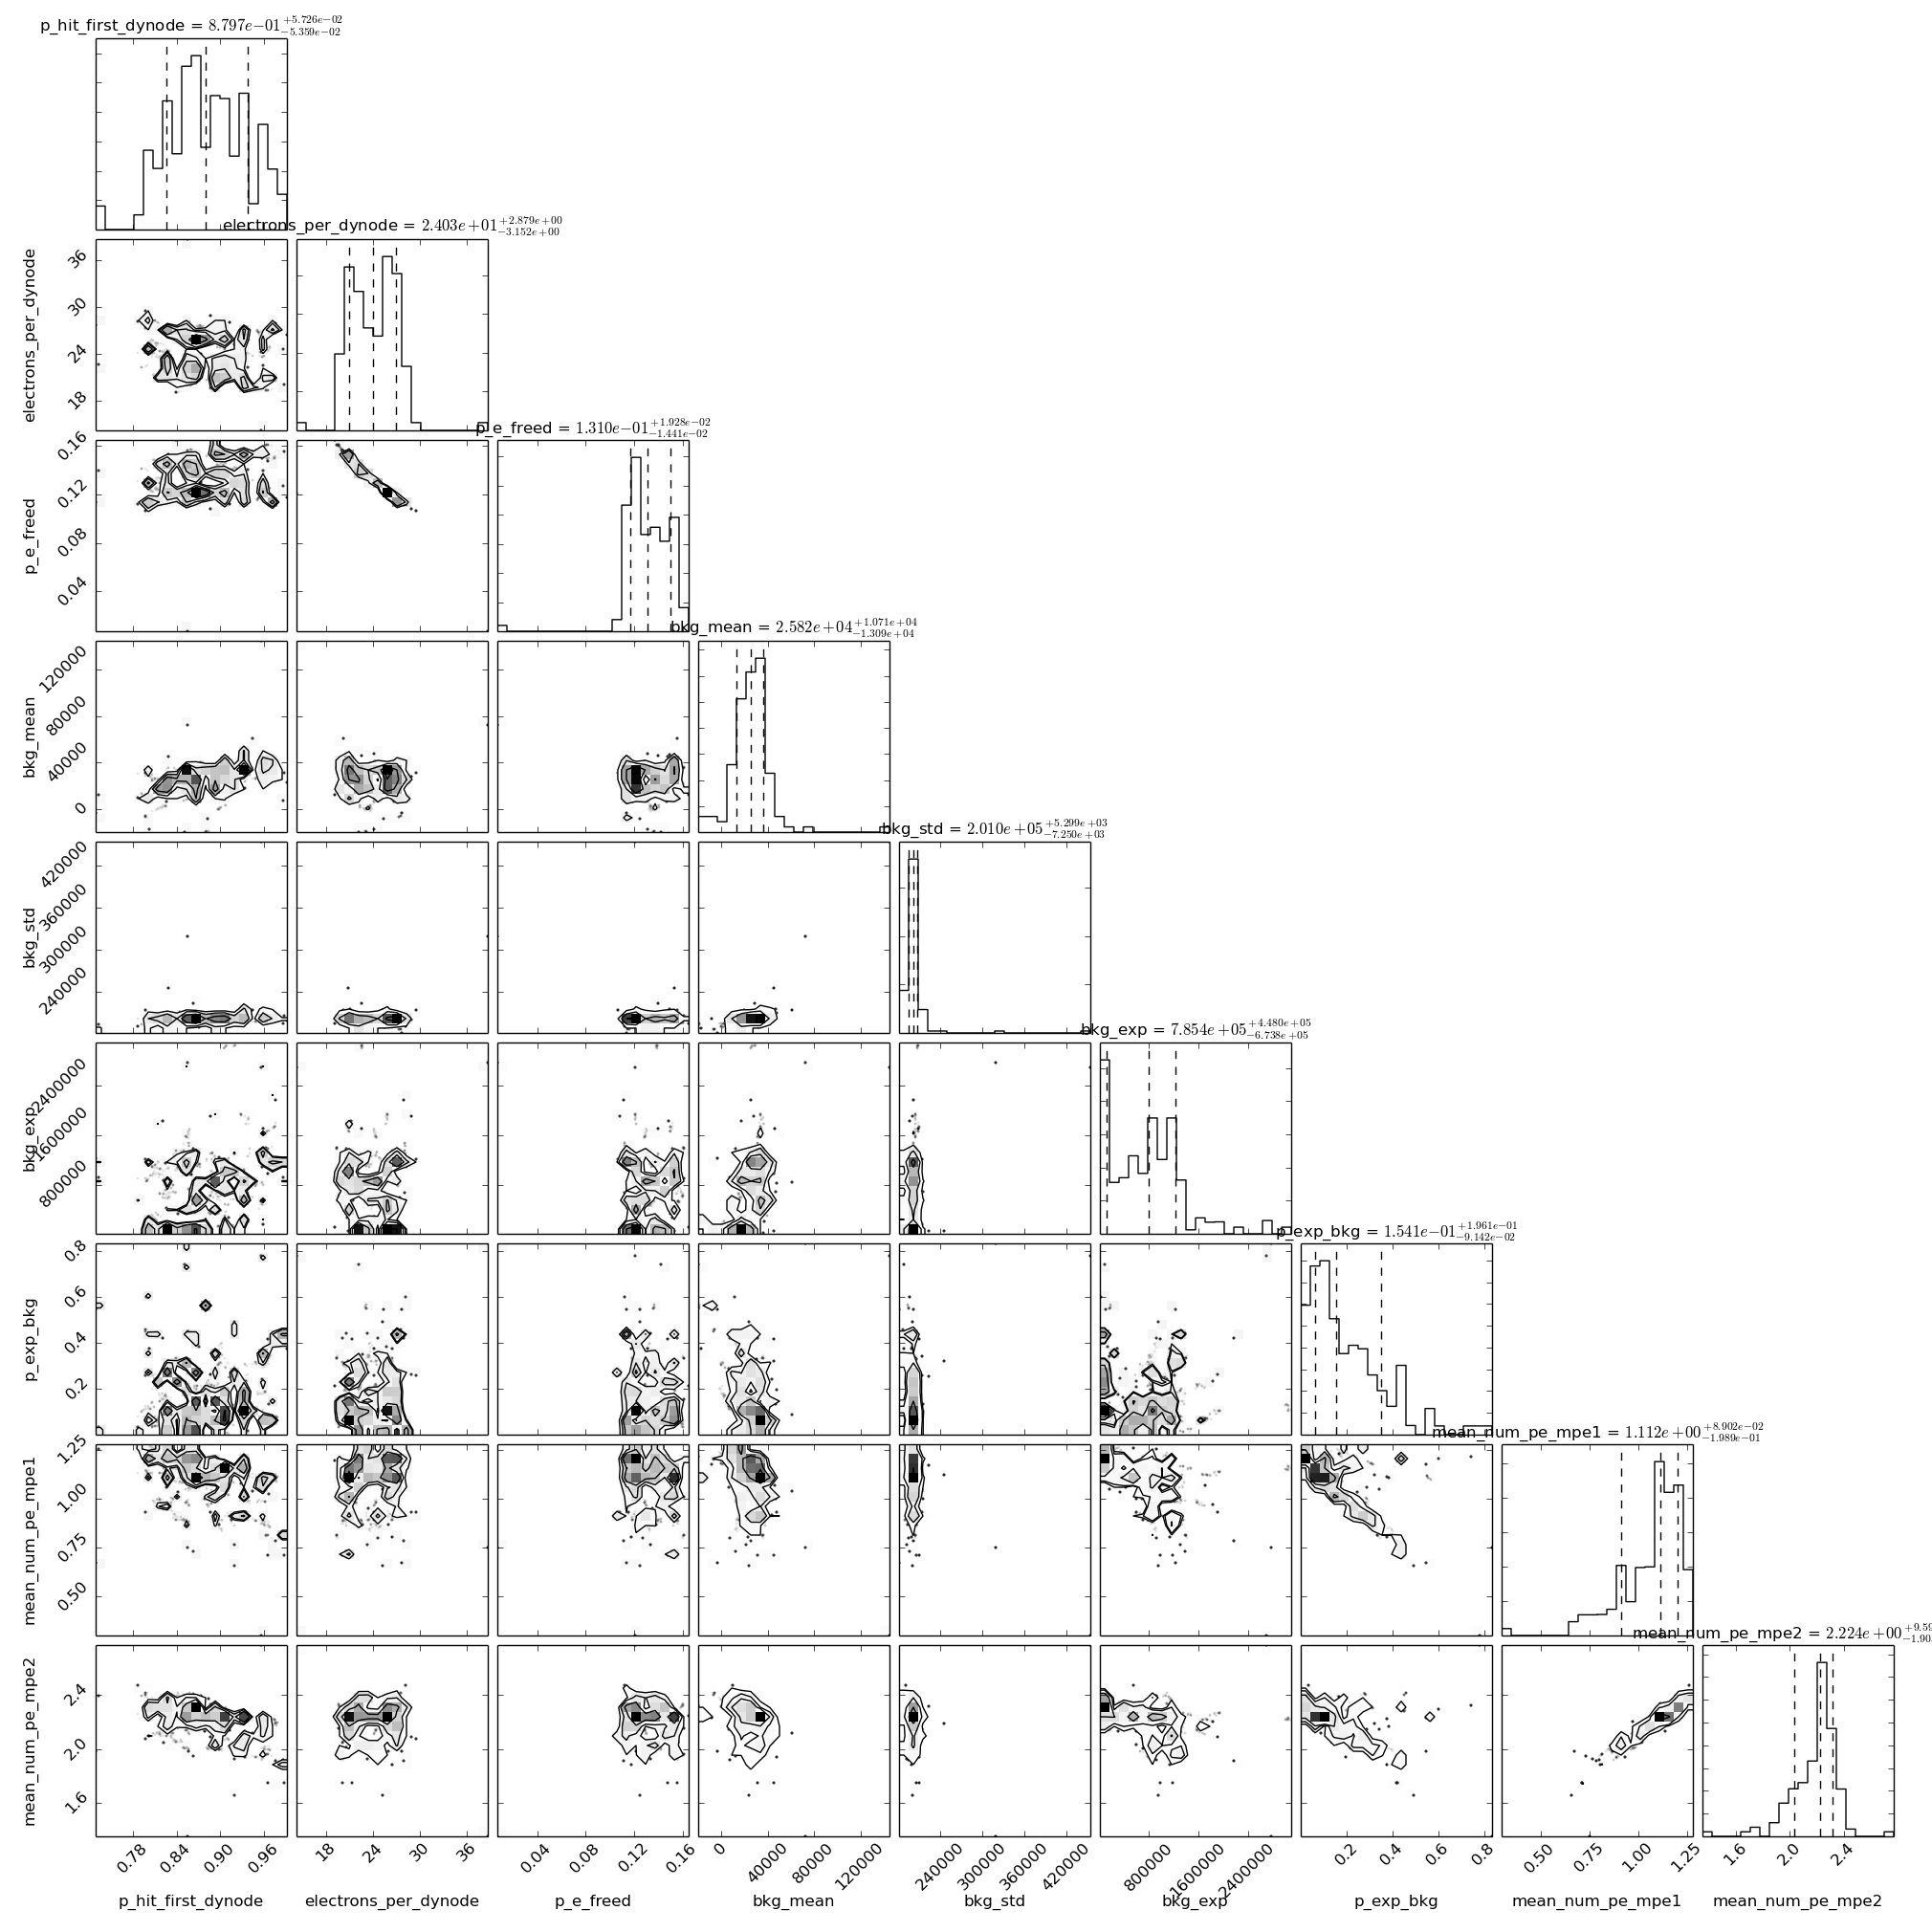 p_hit_first_dynode = 8.797e−01 +5.726e−02 −5.359e−02
electrons_per_dynode = 2.403e+01 +2.879e+00 −3.152e+00
36
30
24
18
electrons_per_dynode
p_e_freed = 1.310e−01 +1.928e−02 −1.441e−02
0.16
0.12
0.08
0.04
p_e_freed
bkg_mean = 2.582e+04 +1.071e+04 −1.309e+04
120000
80000
40000
0
bkg_mean
bkg_std = 2.010e+05 +5.299e+03 −7.250e+03
420000
360000
300000
240000
bkg_std
bkg_exp = 7.854e+05 +4.480e+05 −6.738e+05
2400000
1600000
800000
bkg_exp
p_exp_bkg = 1.541e−01 +1.961e−01 −9.142e−02
0.8
0.6
0.4
0.2
p_exp_bkg
mean_num_pe_mpe1 = 1.112e+00 +8.902e−02 −1.989e−01
1.25
1.00
0.75
0.50
mean_num_pe_mpe1
mean_num_pe_mpe2 = 2.224e+00 +9.59 −1.90
2.4
2.0
1.6
mean_num_pe_mpe2
0.78 0.84 0.90 0.96 18 24 30 36 0.04 0.08 0.12 0.16 0 40000 80000 120000 240000 300000 360000 420000 800000 1600000 2400000 0.2 0.4 0.6 0.8 0.50 0.75 1.00 1.25 1.6 2.0 2.4
p_hit_first_dynode electrons_per_dynode p_e_freed bkg_mean bkg_std bkg_exp p_exp_bkg mean_num_pe_mpe1 mean_num_pe_mpe2